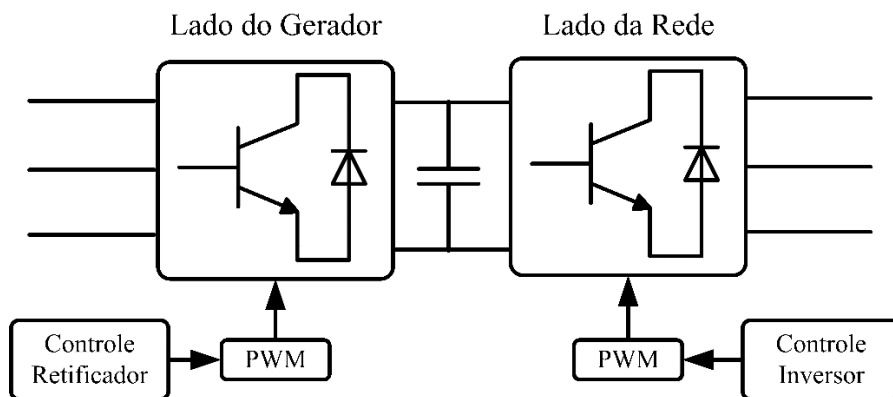 Lado do Gerador
Lado da Rede
Controle
Retificador
PWM
PWM
Controle
Inversor